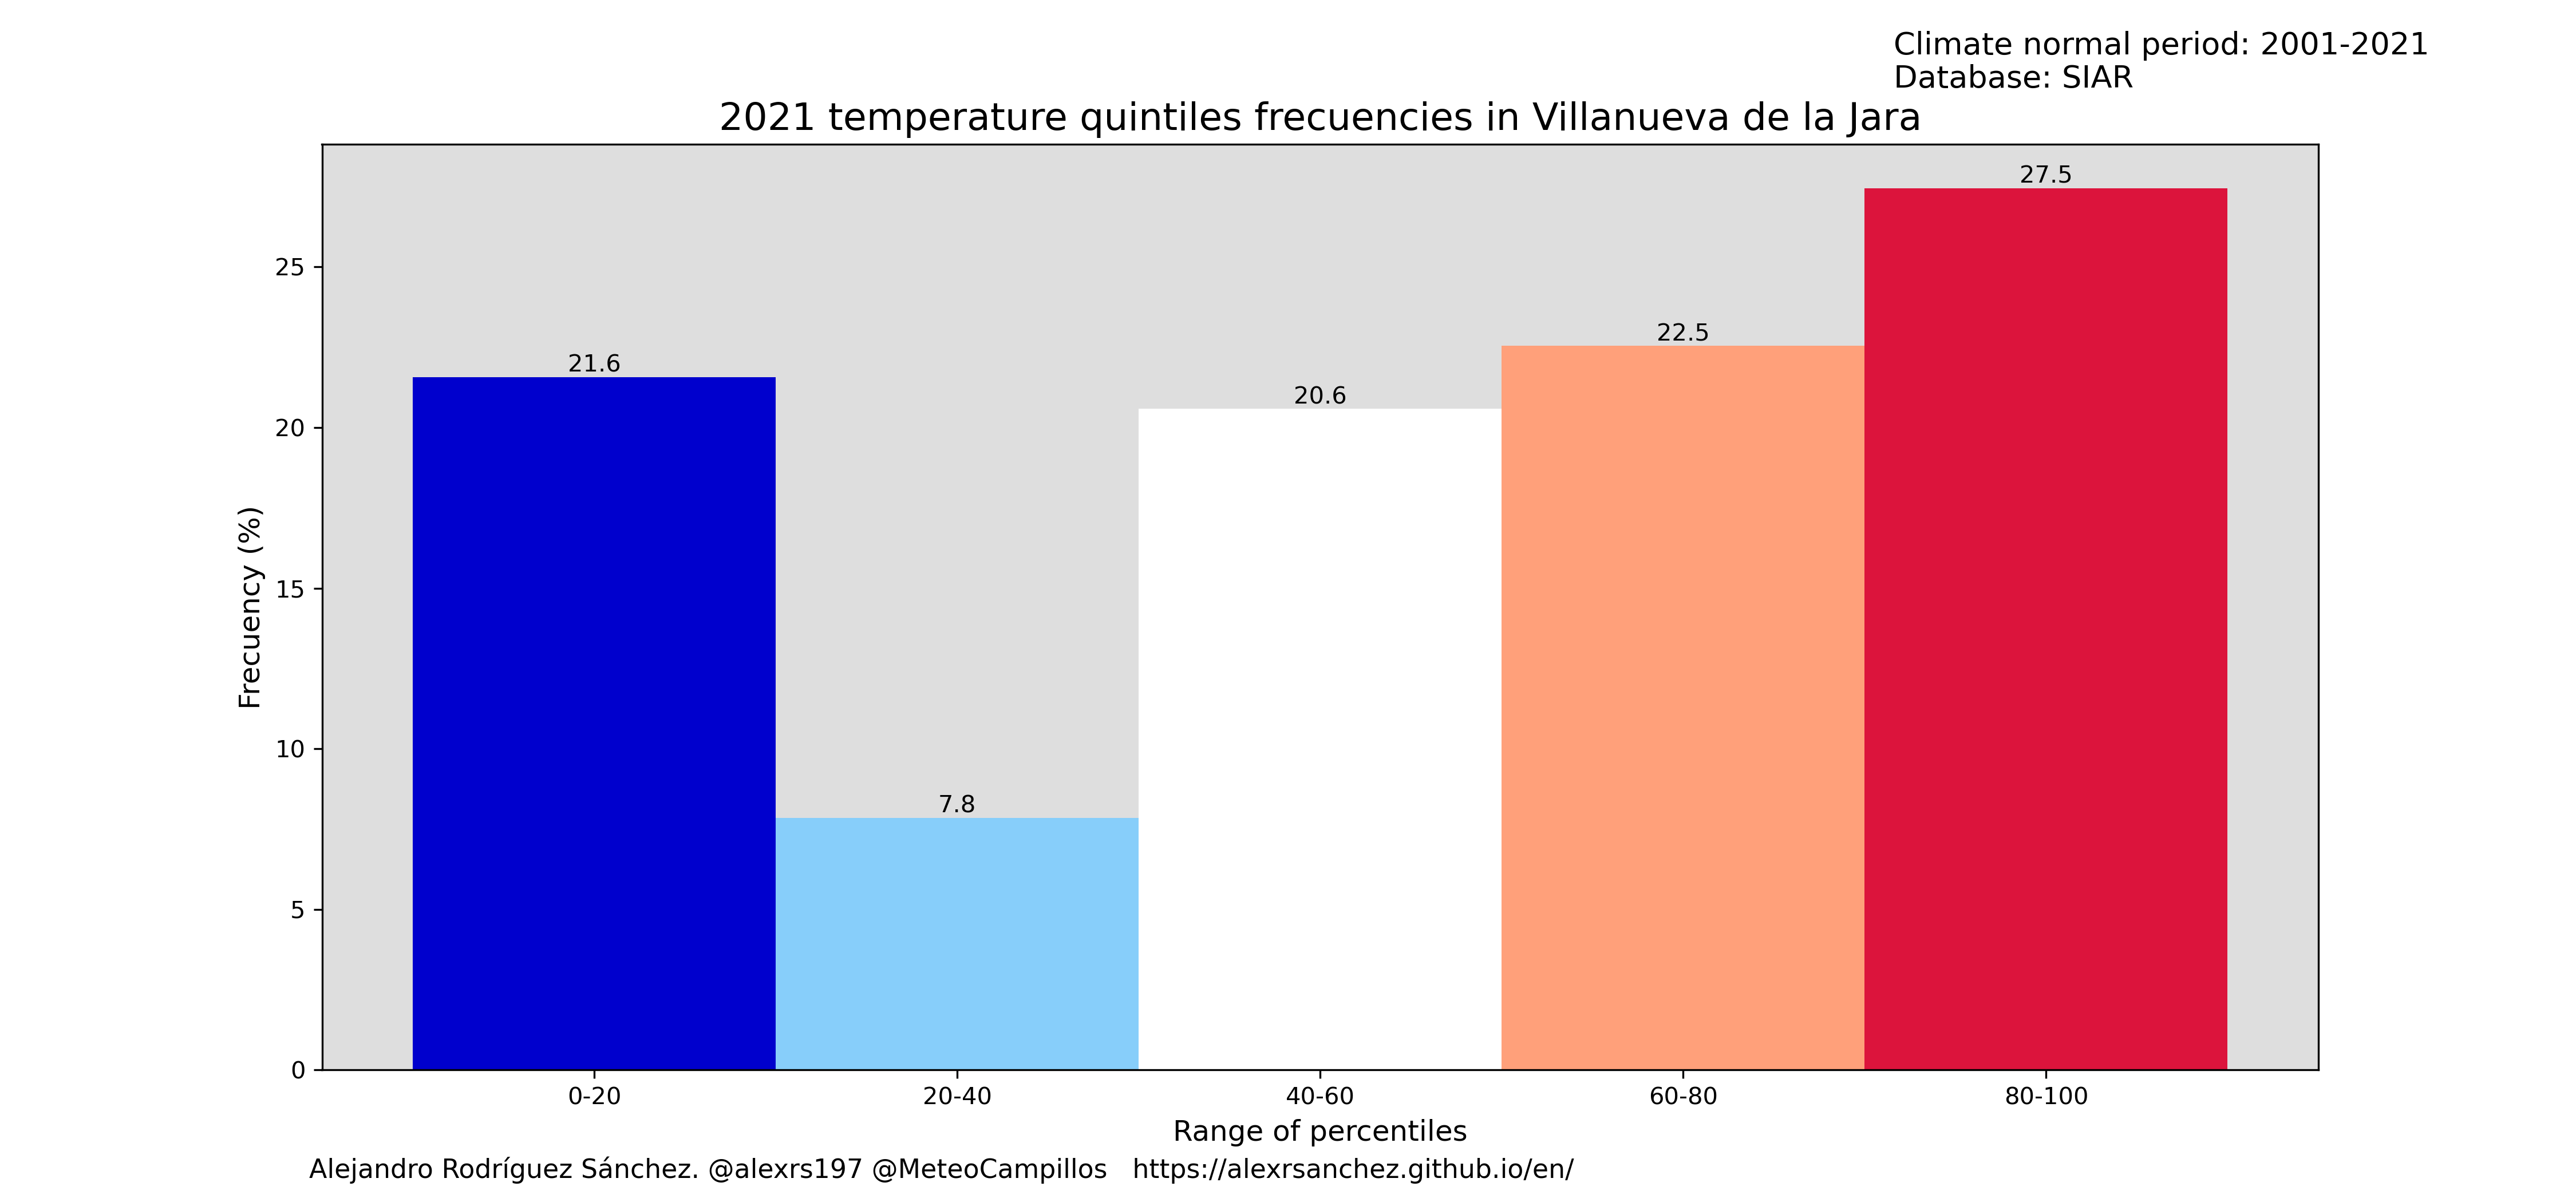 Climate normal period: 2001-2021
Database: SIAR
2021 temperature quintiles frecuencies in Villanueva de la Jara
27.5
25
22.5
21.6
20.6
20
Frecuency (%)
15
10
7.8
5
0
0-20 20-40 40-60 60-80 80-100
Range of percentiles
Alejandro Rodríguez Sánchez. @alexrs197 @MeteoCampillos https://alexrsanchez.github.io/en/